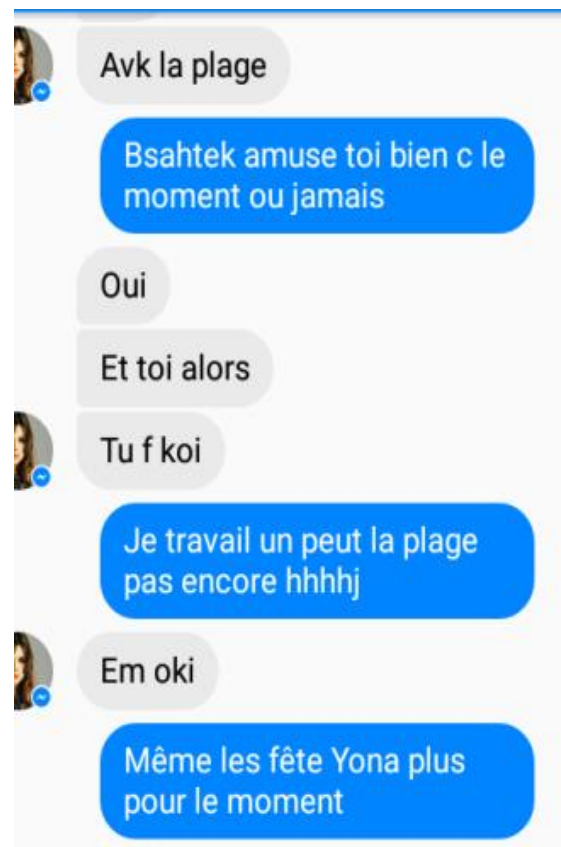 Avk la plage
Bsahtek amuse toi bien c le
moment ou jamais
Oui
Et toi alors
Tu f koi
Je travail un peut la plage
pas encore hhhhj
Em oki
Même les fête Yona plus
pour le moment